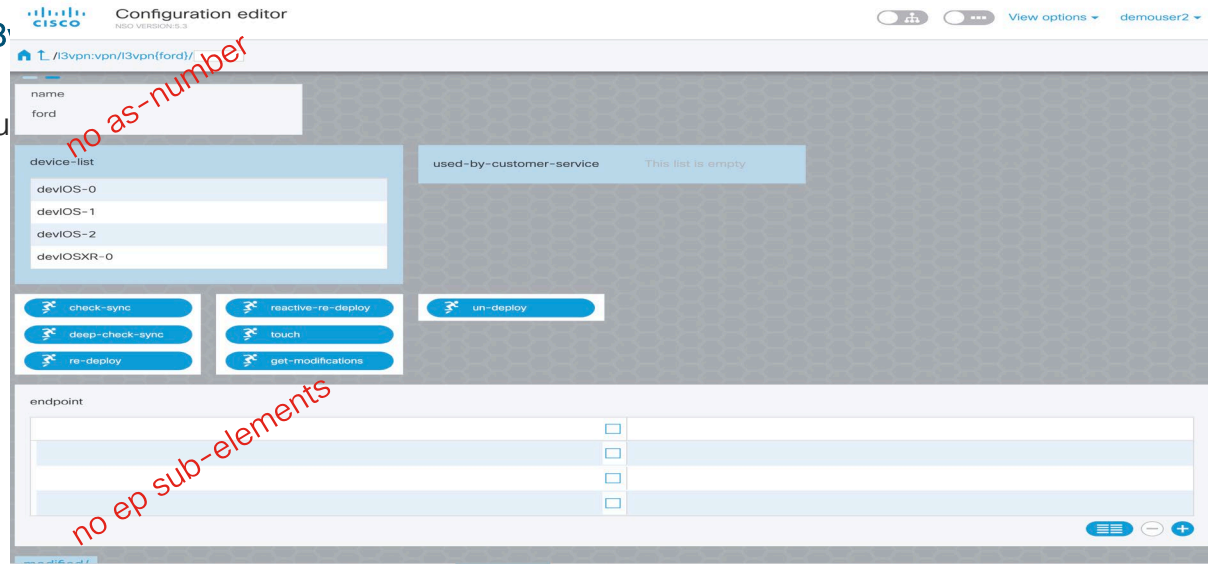 cisco
Configuration editor
NSO VERSION:5.3
View options
demouser2
/l3vpn:vpn/l3vpn{ford}/
no as-number
name
ford
device-list
devIOS-0
devIOS-1
devIOS-2
devIOSXR-0
used-by-customer-service
This list is empty
check-sync
reactive-re-deploy
un-deploy
deep-check-sync
touch
re-deploy
get-modifications
endpoint
no ep sub-elements
modified/